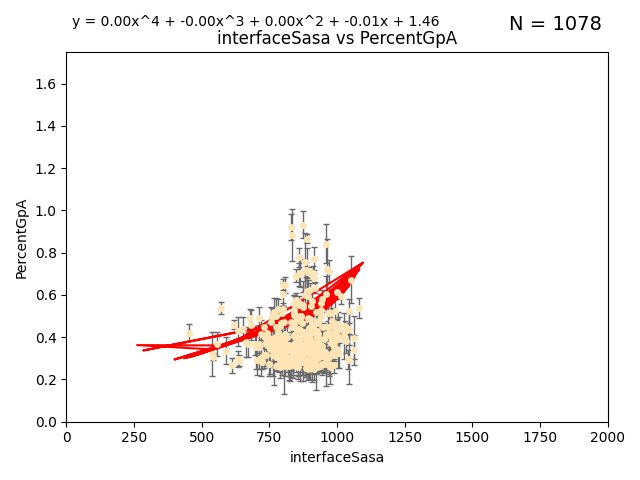 y = 0.00x^4 + -0.00x^3 + 0.00x^2 + -0.01x + 1.46
N = 1078
interfaceSasa vs PercentGpA
PercentGpA
1.6
1.4
1.2
1.0
0.8
0.6
0.4
0.2
0.0
0 250 500 750 1000 1250 1500 1750 2000
interfaceSasa